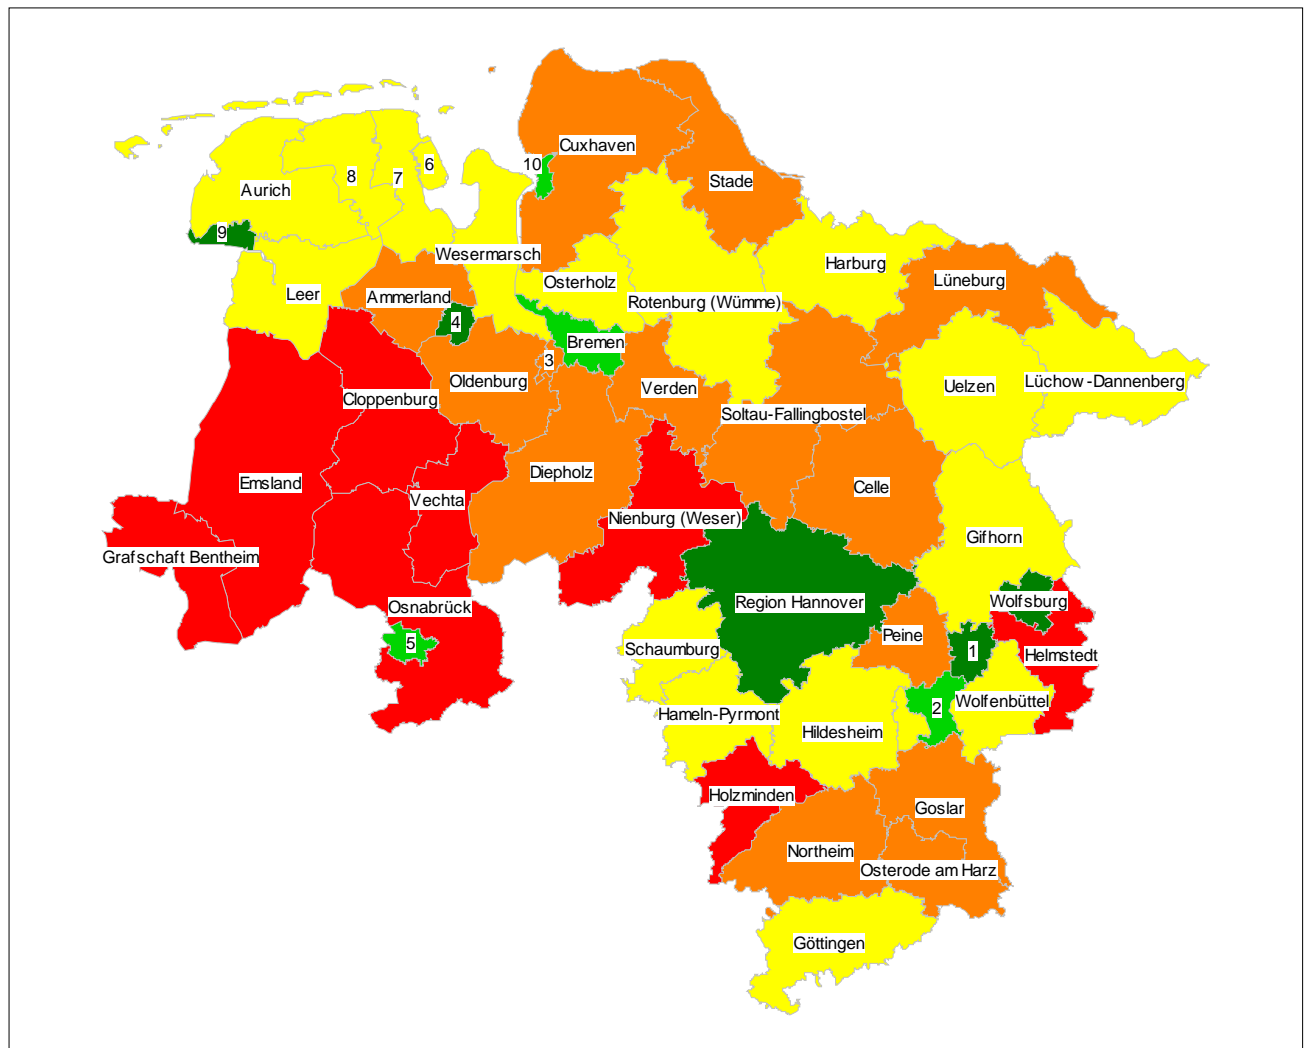 Cuxhaven
10
6
8
7
Stade
Aurich
9
Wesermarsch
Harburg
Osterholz
Lüneburg
Leer
Ammerland
Rotenburg (Wümme)
4
Bremen
3
Oldenburg
Verden
Uelzen
Lüchow -Dannenberg
Cloppenburg
Soltau-Fallingbostel
Diepholz
Emsland
Vechta
Celle
Nienburg (Weser)
Gifhorn
Grafschaft Bentheim
Region Hannover
Wolfsburg
Osnabrück
5
Peine
Schaumburg
1
Helmstedt
Wolfenbüttel
2
Hameln-Pyrmont
Hildesheim
Holzminden
Goslar
Northeim
Osterode am Harz
Göttingen